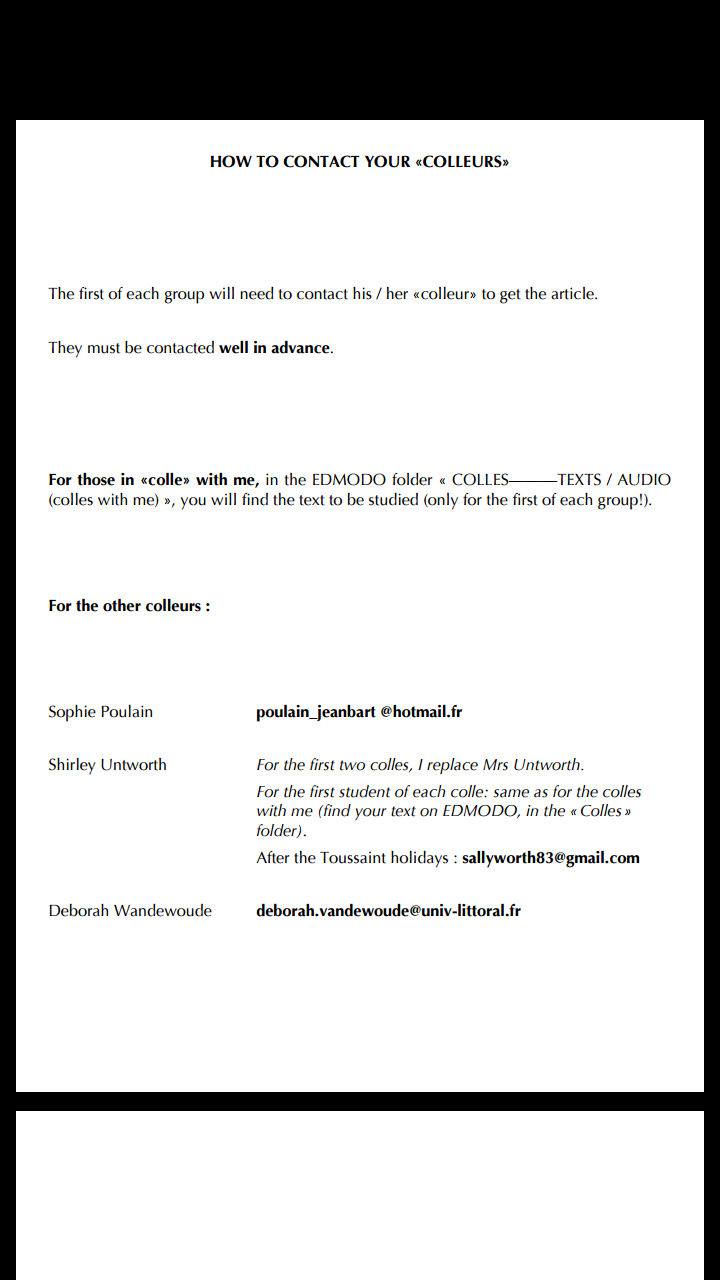 HOW TO CONTACT YOUR «COLLEURS»
The first of each group will need to contact his / her «colleur» to get the article.
They must be contacted well in advance.
For those in «colle» with me, in the EDMODO folder « COLLES———TEXTS / AUDIO
(colles with me) », you will find the text to be studied (only for the first of each group!).
For the other colleurs :
Sophie Poulain poulain_jeanbart @hotmail.fr
Shirley Untworth For the first two colles, I replace Mrs Untworth.
For the first student of each colle: same as for the colles
with me (find your text on EDMODO, in the « Colles »
folder).
After the Toussaint holidays : sallyworth83@gmail.com
Deborah Wandewoude deborah.vandewoude@univ-littoral.fr